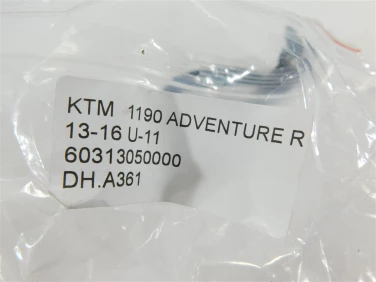 KTM 1190 ADVENTURE R
13-16 U-11
60313050000
DH.A361